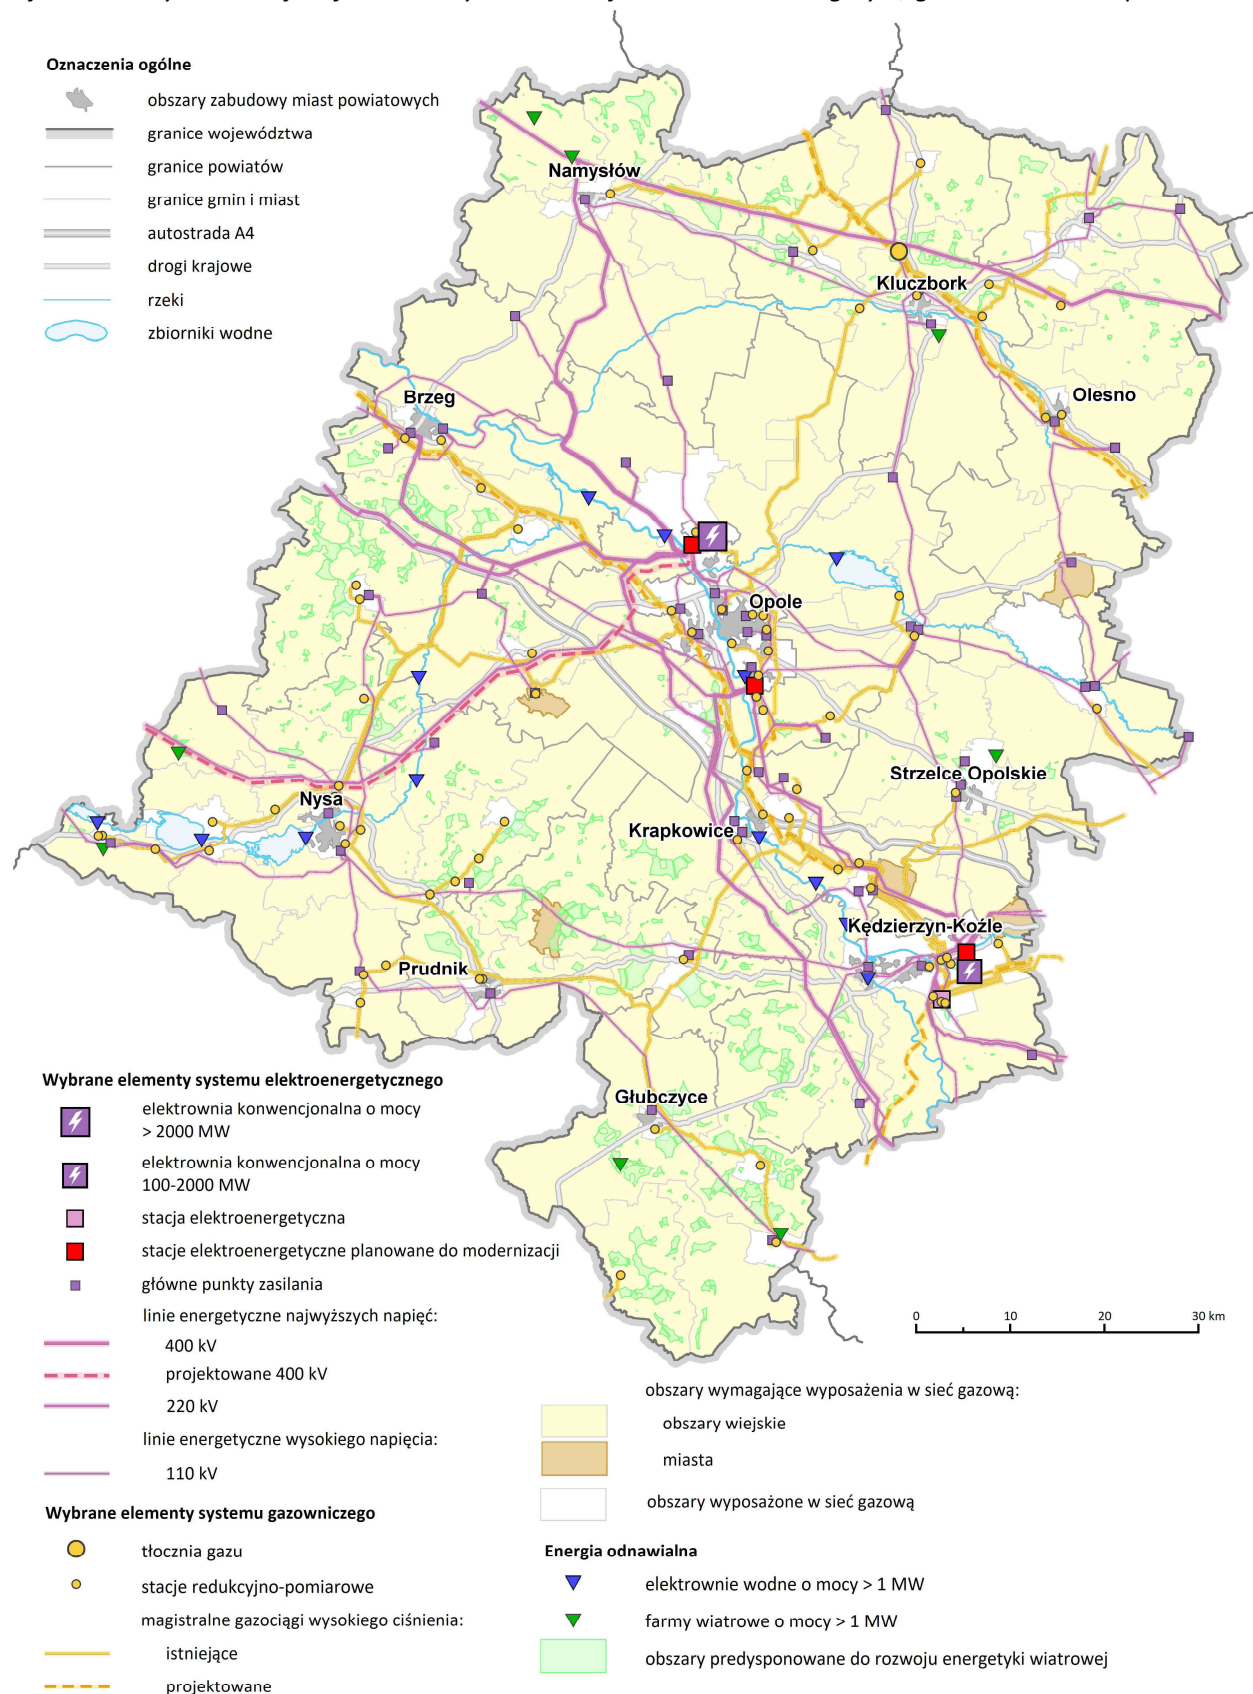 Oznaczenia ogólne
obszary zabudowy miast powiatowych
granice województwa
granice powiatów
granice gmin i miast
autostrada A4
drogi krajowe
rzeki
zbiorniki wodne
Namysłów
Kluczbork
Brzeg
Olesno
Opole
Strzelce Opolskie
Nysa
Krapkowice
Kędzierzyn-Koźle
Prudnik
Głubczyce
Wybrane elementy systemu elektroenergetycznego
elektrownia konwencjonalna o mocy
> 2000 MW
elektrownia konwencjonalna o mocy
100-2000 MW
stacja elektroenergetyczna
stacje elektroenergetyczne planowane do modernizacji
główne punkty zasilania
linie energetyczne najwyższych napięć:
400 kV
projektowane 400 kV
220 kV
linie energetyczne wysokiego napięcia:
110 kV
Wybrane elementy systemu gazowniczego
tłocznia gazu
stacje redukcyjno-pomiarowe
magistralne gazociągi wysokiego ciśnienia:
istniejące
projektowane
0 10 20 30 km
obszary wymagające wyposażenia w sieć gazową:
obszary wiejskie
miasta
obszary wyposażone w sieć gazową
Energia odnawialna
elektrownie wodne o mocy > 1 MW
farmy wiatrowe o mocy > 1 MW
obszary predysponowane do rozwoju energetyki wiatrowej